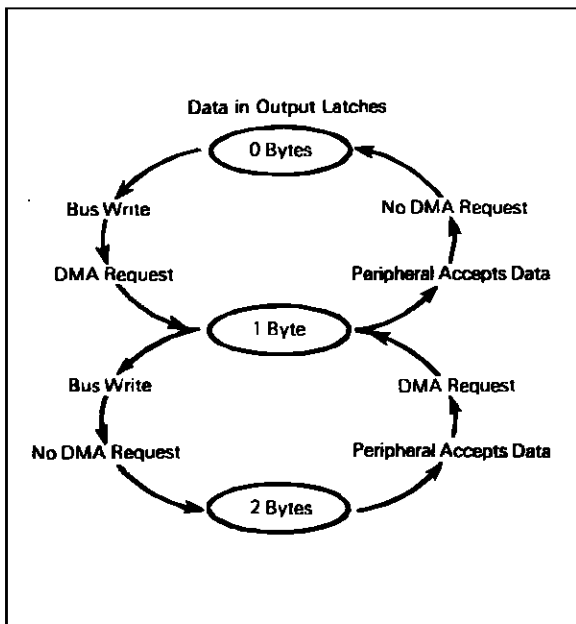 Data in Output Latches
0 Bytes
Bus Write
No DMA Request
DMA Request
Peripheral Accepts Data
1 Byte
Bus Write
DMA Request
No DMA Request
Peripheral Accepts Data
2 Bytes